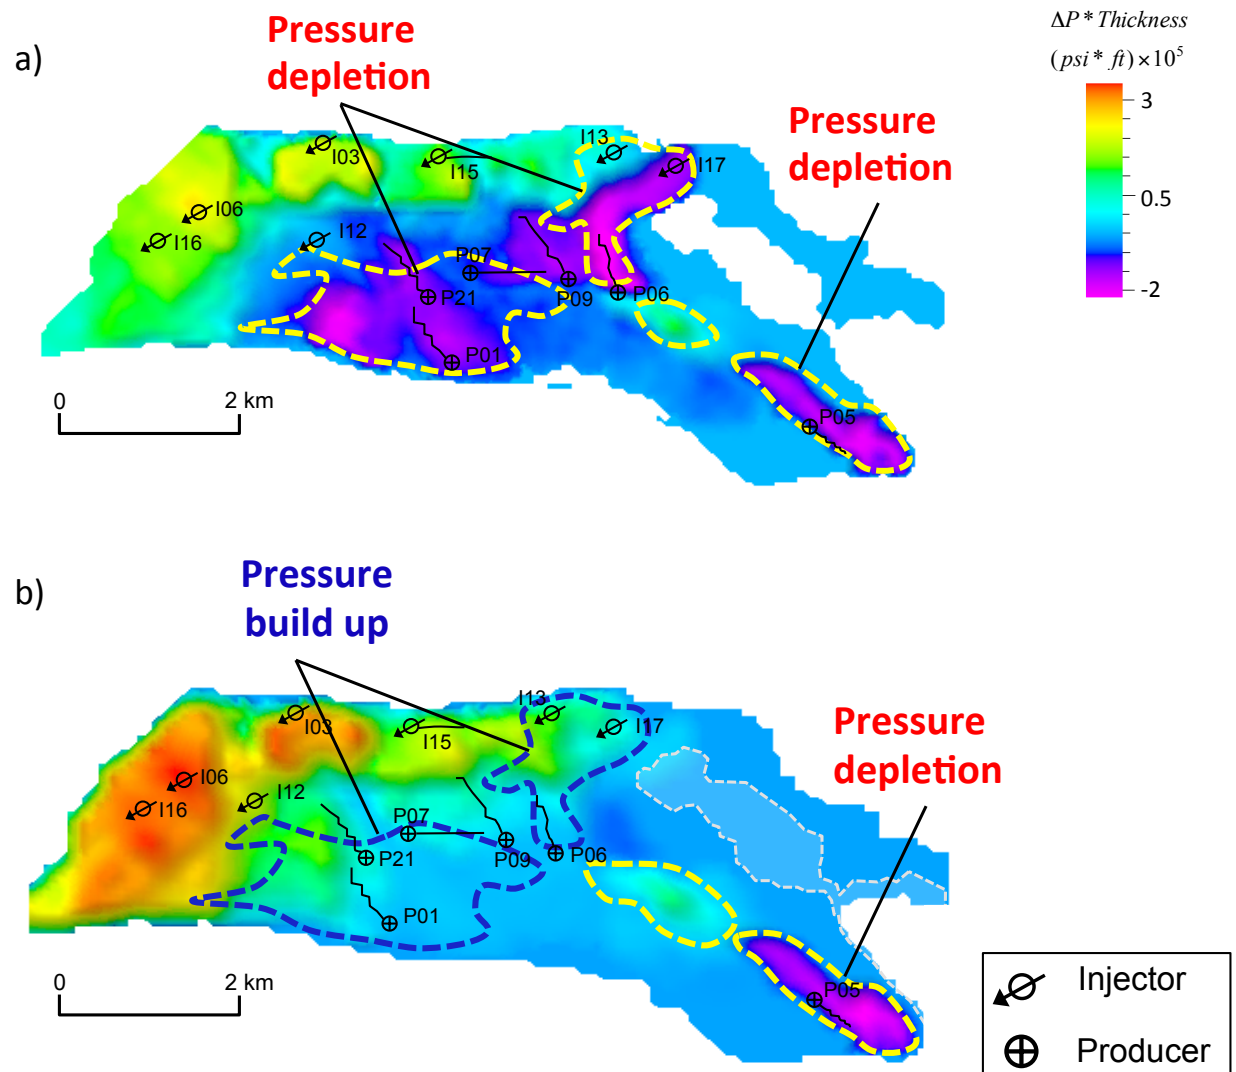 a)
Pressure
depletion
Pressure
depletion
ΔP * Thickness
(psi * ft) × 10⁵
3
0.5
-2
I03
I15
I13
I17
I06
I16
I12
P07
P21
P09
P06
P01
P05
0
2 km
b)
Pressure
build up
Pressure
depletion
I03
I15
I13
I17
I06
I16
I12
P07
P21
P09
P06
P01
P05
0
2 km
Injector
Producer